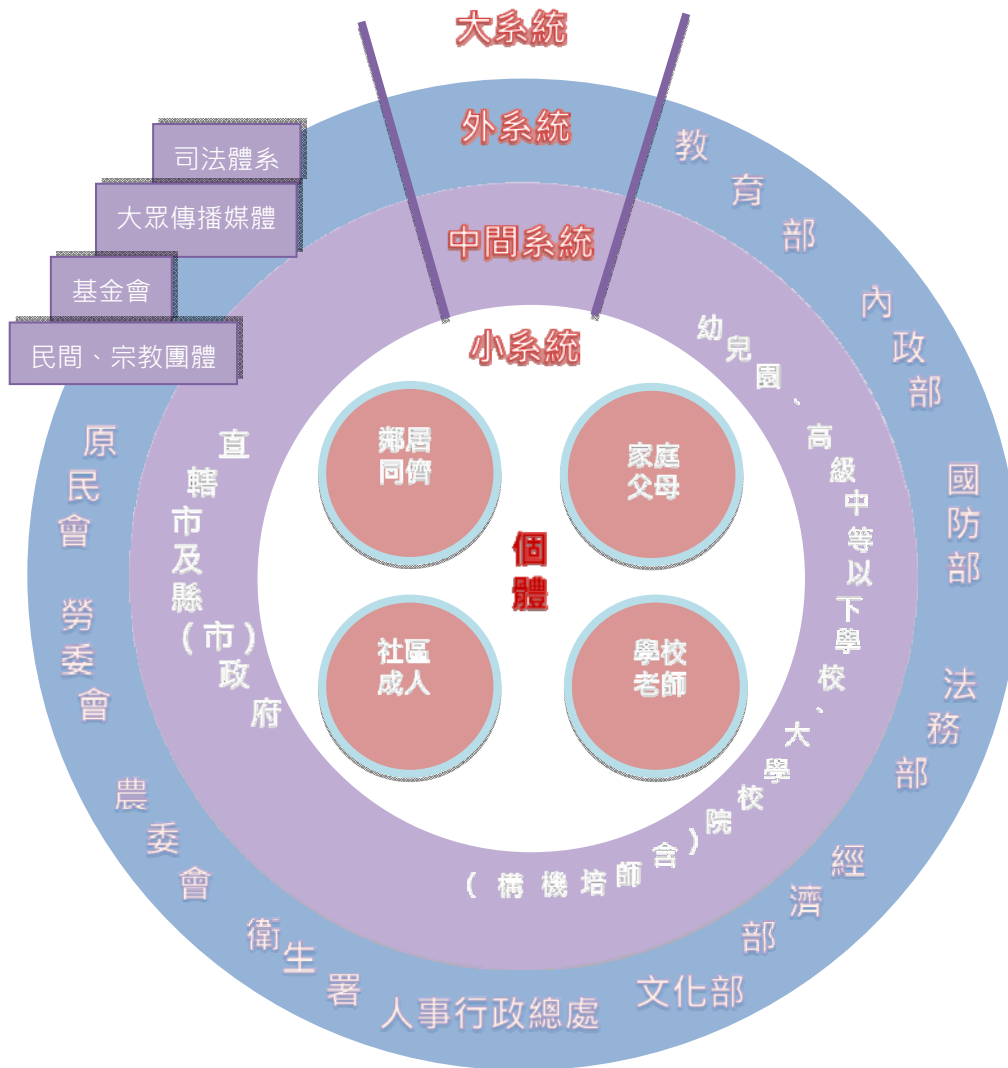 大系統
外系統
中間系統
小系統
司法體系
大眾傳播媒體
基金會
民間、宗教團體
教育部
內政部
國防部
法務部
經濟部
文化部
人事行政總處
衛生署
農委會
勞委會
原民會
幼兒園、高級中等以下學校、大學校院(含師培機構)
直轄市及縣(市)政府
鄰居
同儕
家庭
父母
個
體
社區
成人
學校
老師